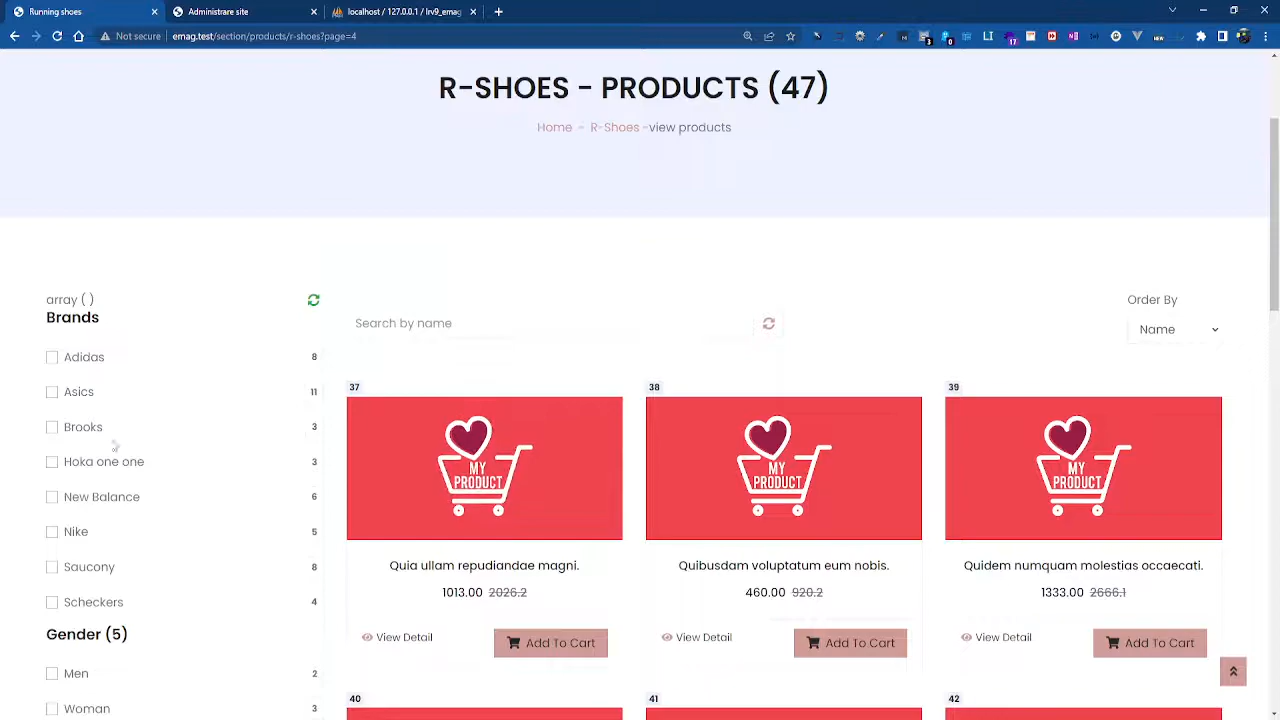 Running shoes
Administrare site
localhost / 127.0.0.1 / lrv9_emag
Not secure
emag.test/section/products/r-shoes?page=4
R-SHOES - PRODUCTS (47)
Home - R-Shoes -view products
array ( )
Brands
Adidas 8
Asics 11
Brooks 3
Hoka one one 3
New Balance 6
Nike 5
Saucony 8
Scheckers 4
Gender (5)
Men 2
Woman 3
Search by name
Order By
Name
37
MY PRODUCT
Quia ullam repudiandae magni.
1013.00 2026.2
View Detail
Add To Cart
38
MY PRODUCT
Quibusdam voluptatum eum nobis.
460.00 920.2
View Detail
Add To Cart
39
MY PRODUCT
Quidem numquam molestias occaecati.
1333.00 2666.1
View Detail
Add To Cart
40
41
42